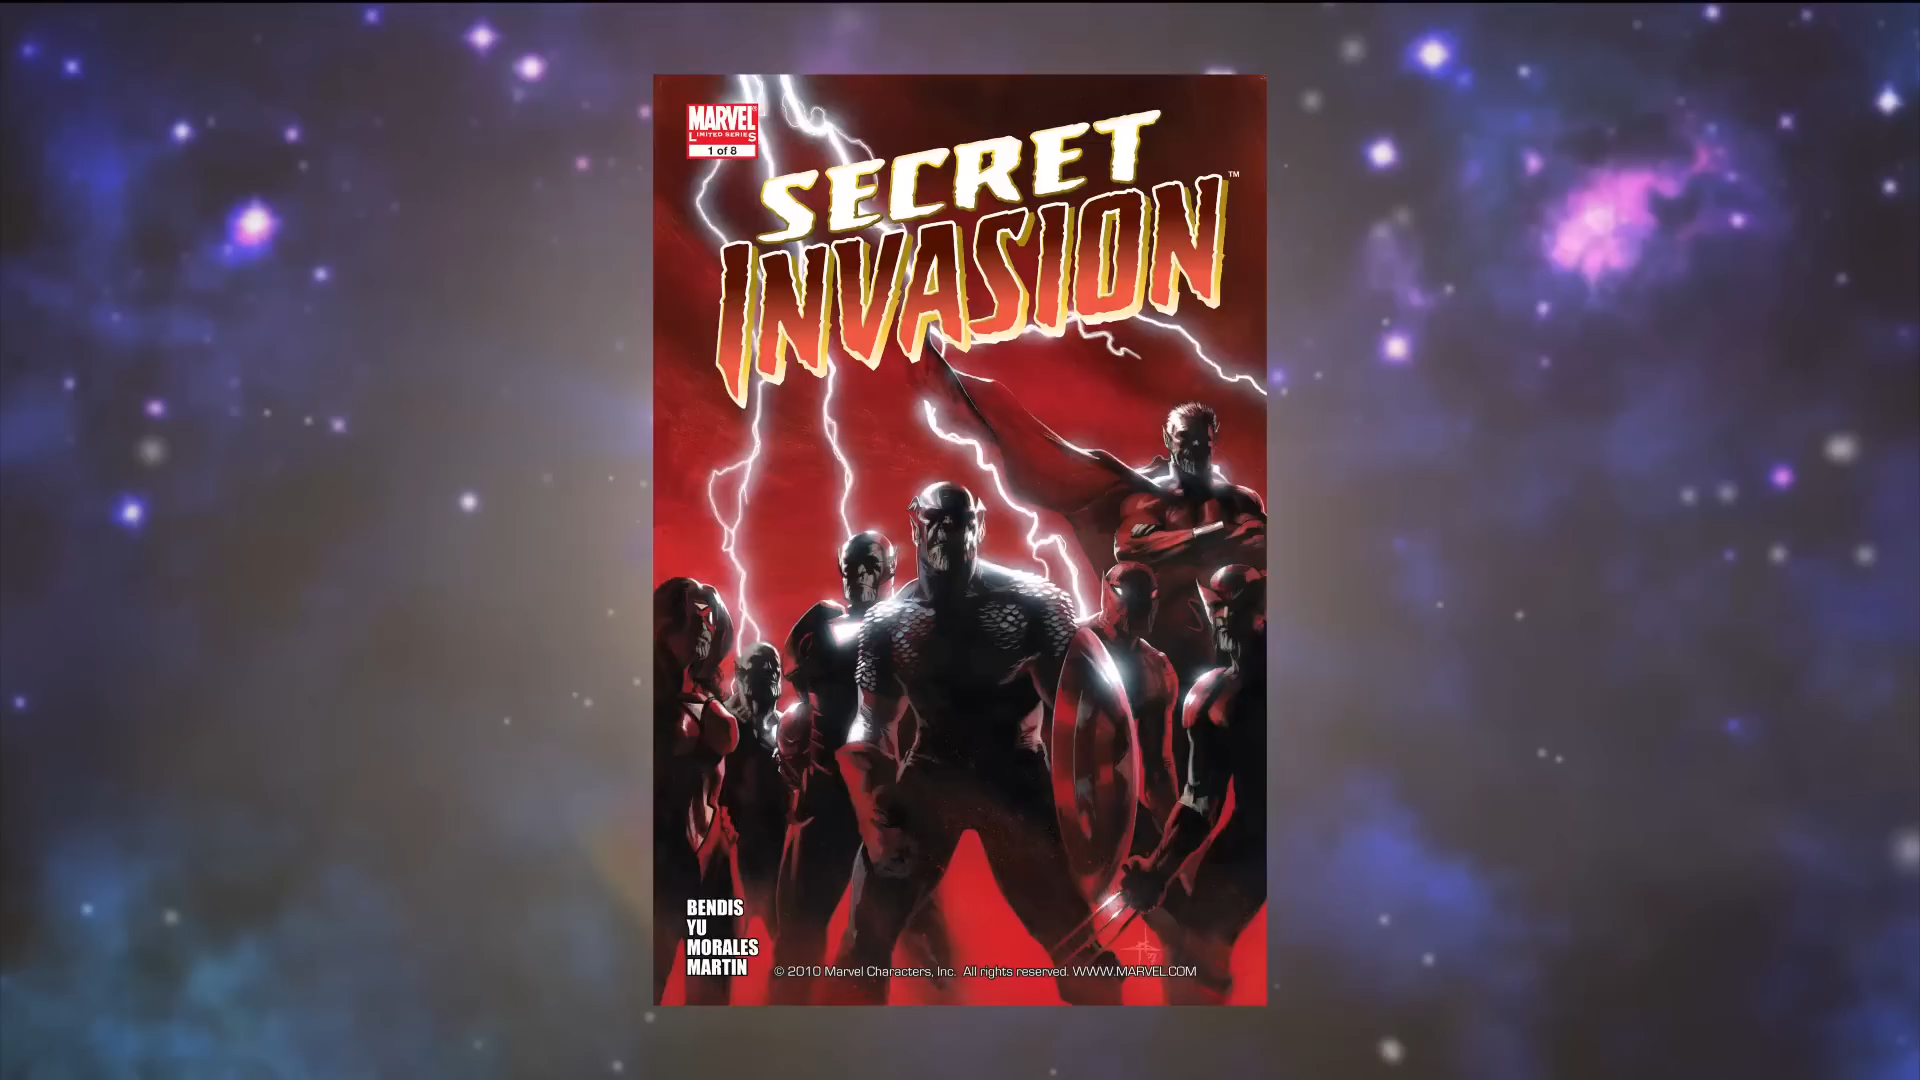 MARVEL
LIMITED SERIES
1 of 8
SECRET
INVASION™
BENDIS
YU
MORALES
MARTIN
© 2010 Marvel Characters, Inc. All rights reserved. WWW.MARVEL.COM